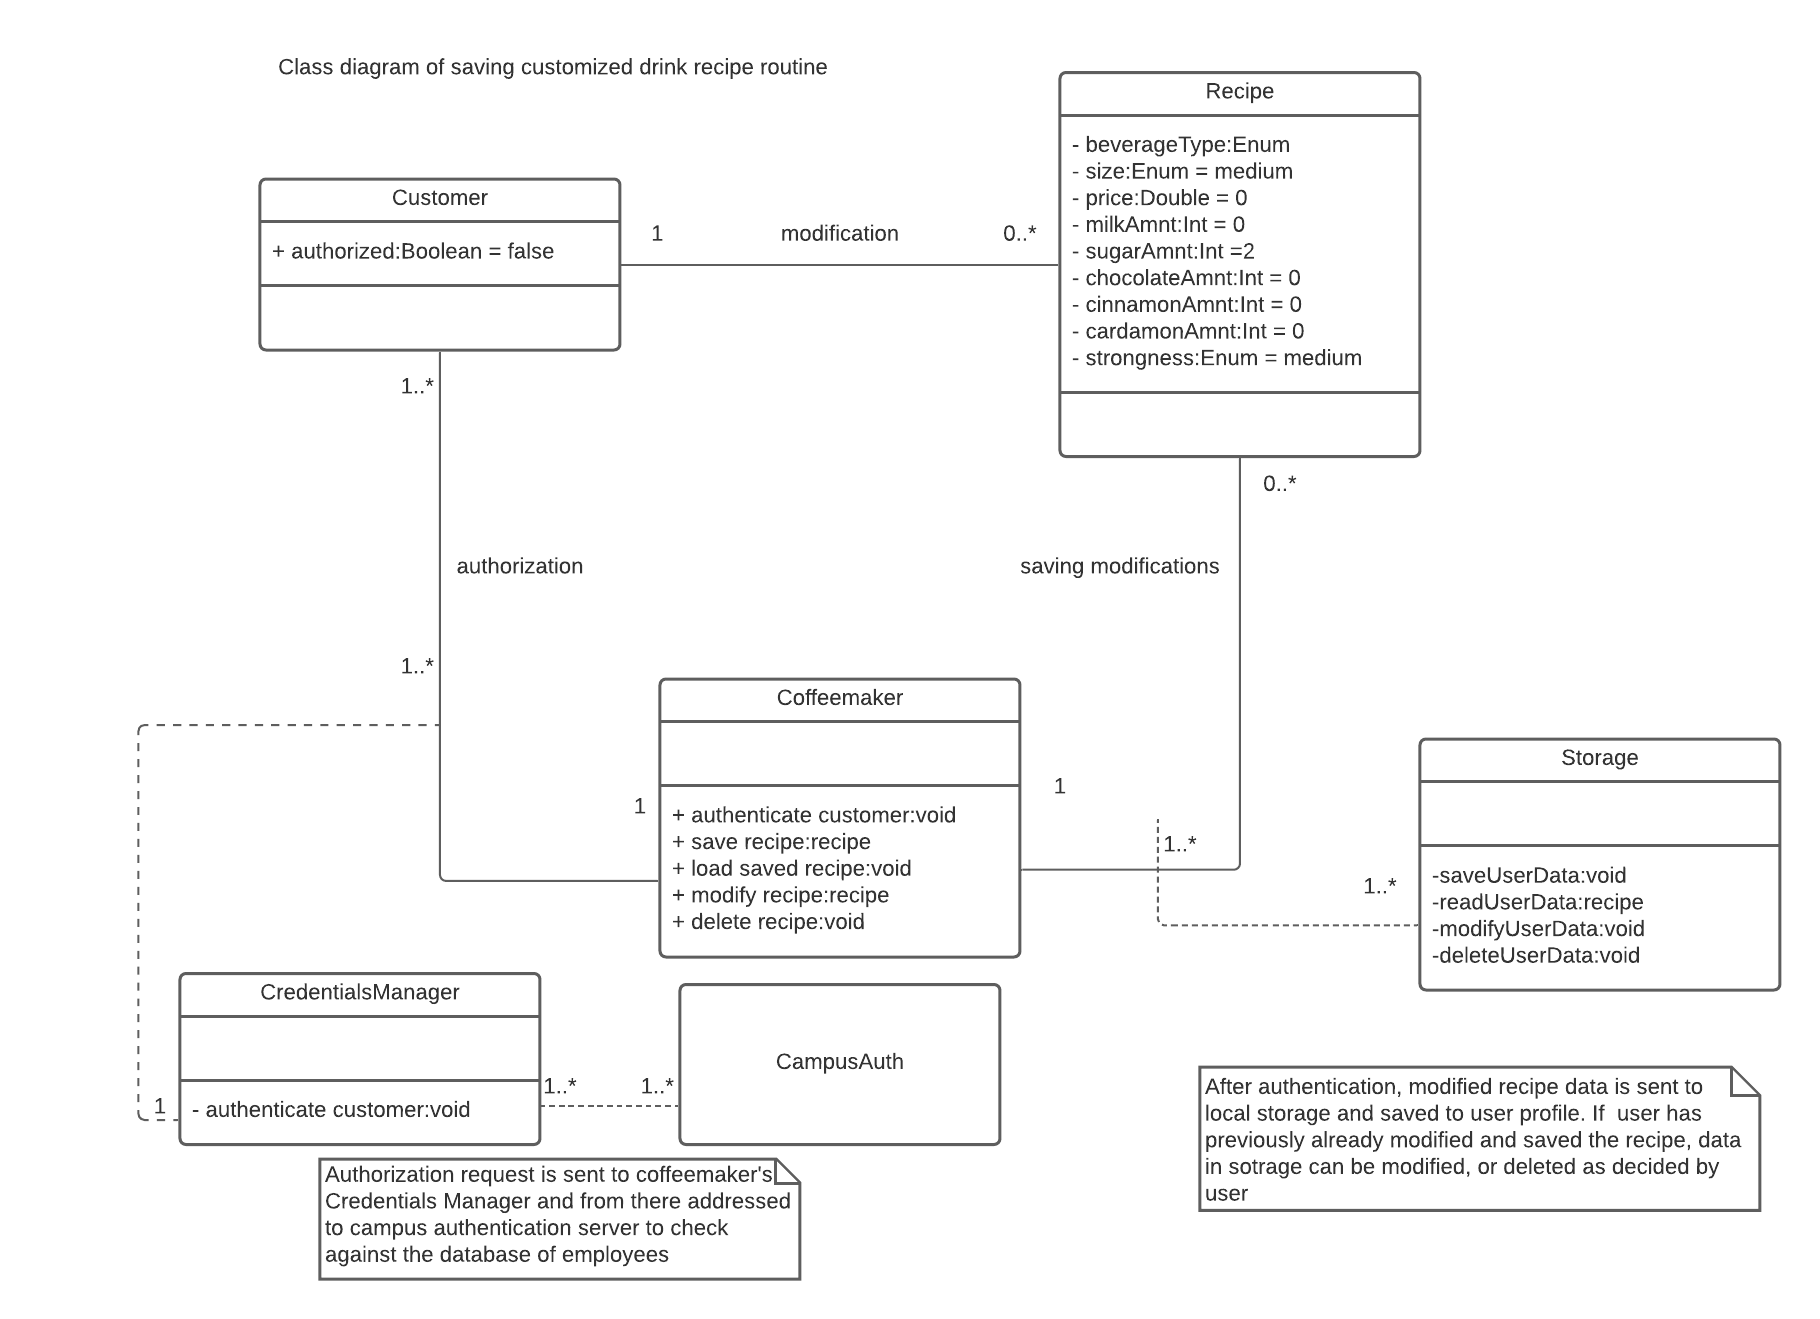 Class diagram of saving customized drink recipe routine
Recipe
- beverageType:Enum
- size:Enum = medium
- price:Double = 0
- milkAmnt:Int = 0
- sugarAmnt:Int =2
- chocolateAmnt:Int = 0
- cinnamonAmnt:Int = 0
- cardamonAmnt:Int = 0
- strongness:Enum = medium
Customer
+ authorized:Boolean = false
1
modification
0..*
1..*
0..*
authorization
saving modifications
1..*
Coffeemaker
+ authenticate customer:void
+ save recipe:recipe
+ load saved recipe:void
+ modify recipe:recipe
+ delete recipe:void
1
1
1..*
Storage
-saveUserData:void
-readUserData:recipe
-modifyUserData:void
-deleteUserData:void
1..*
CredentialsManager
- authenticate customer:void
1
1..*
1..*
CampusAuth
Authorization request is sent to coffeemaker's
Credentials Manager and from there addressed
to campus authentication server to check
against the database of employees
After authentication, modified recipe data is sent to
local storage and saved to user profile. If  user has
previously already modified and saved the recipe, data
in sotrage can be modified, or deleted as decided by
user